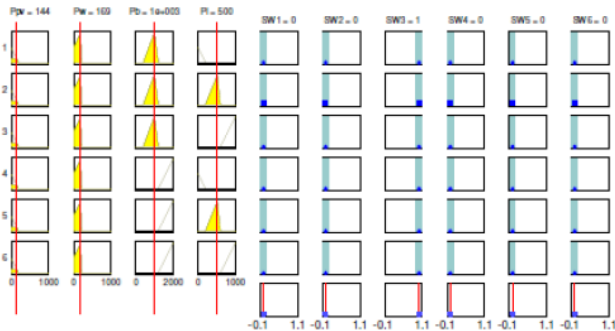 Ppv = 144 Pw = 169 Pb = 1e+003 Pl = 500 SW1 = 0 SW2 = 0 SW3 = 1 SW4 = 0 SW5 = 0 SW6 = 0
1
2
3
4
5
6
0 1000 0 1000 0 2000 0 1000
-0.1 1.1 -0.1 1.1 -0.1 1.1 -0.1 1.1 -0.1 1.1 -0.1 1.1